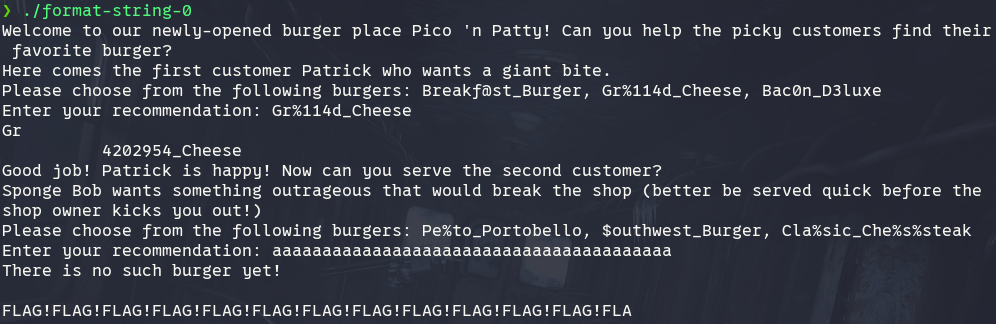 ❯ ./format-string-0
Welcome to our newly-opened burger place Pico 'n Patty! Can you help the picky customers find their
favorite burger?
Here comes the first customer Patrick who wants a giant bite.
Please choose from the following burgers: Breakf@st_Burger, Gr%114d_Cheese, Bac0n_D3luxe
Enter your recommendation: Gr%114d_Cheese
Gr
4202954_Cheese
Good job! Patrick is happy! Now can you serve the second customer?
Sponge Bob wants something outrageous that would break the shop (better be served quick before the
shop owner kicks you out!)
Please choose from the following burgers: Pe%to_Portobello, $outhwest_Burger, Cla%sic_Che%s%steak
Enter your recommendation: aaaaaaaaaaaaaaaaaaaaaaaaaaaaaaaaaaaaaaaa
There is no such burger yet!
FLAG!FLAG!FLAG!FLAG!FLAG!FLAG!FLAG!FLAG!FLAG!FLAG!FLAG!FLAG!FLA